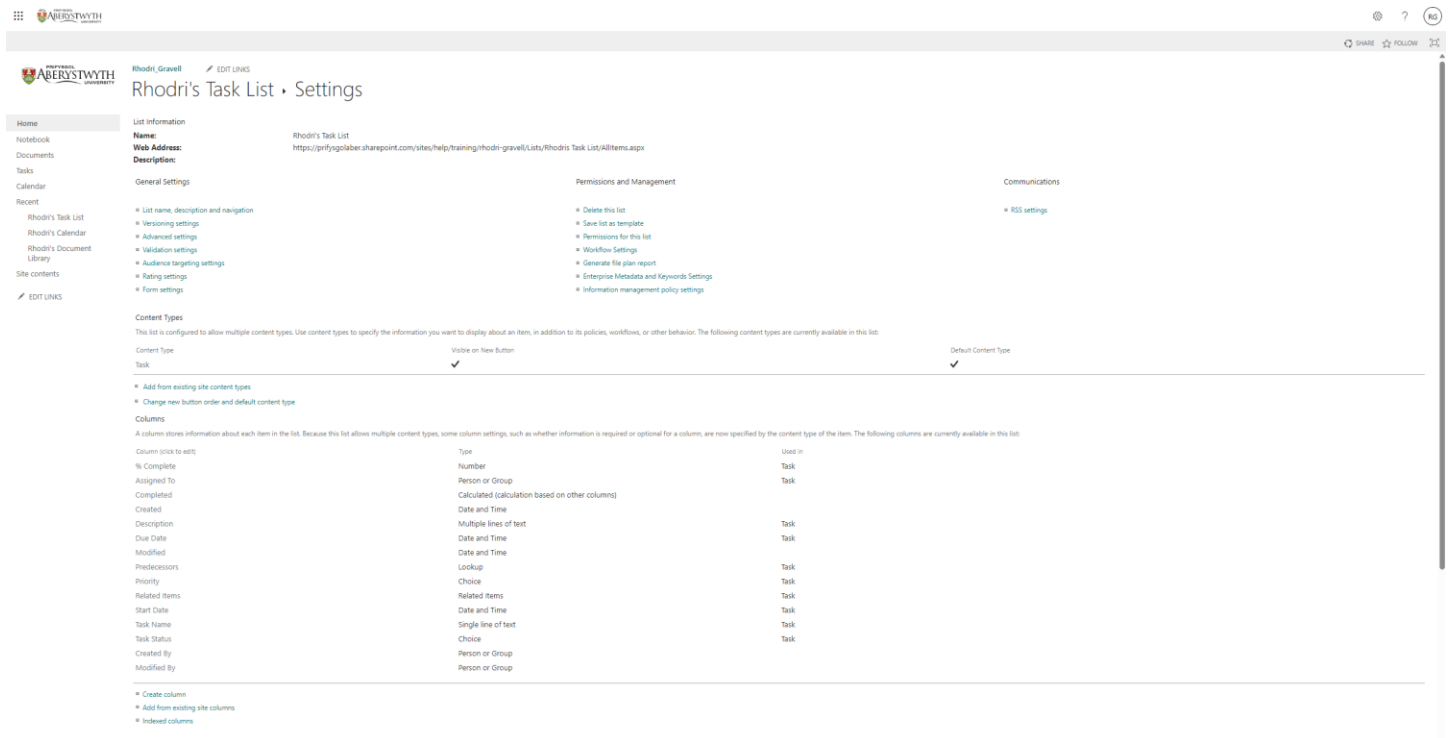 PRIFYSGOL
ABERYSTWYTH
UNIVERSITY
?
RG
SHARE
FOLLOW
PRIFYSGOL
ABERYSTWYTH
UNIVERSITY
Rhodri_Gravell
EDIT LINKS
Rhodri's Task List ▸ Settings
Home
Notebook
Documents
Tasks
Calendar
Recent
Rhodri's Task List
Rhodri's Calendar
Rhodri's Document
Library
Site contents
EDIT LINKS
List Information
Name: Rhodri's Task List
Web Address: https://prifysgolaber.sharepoint.com/sites/help/training/rhodri-gravell/Lists/Rhodris Task List/AllItems.aspx
Description:
General Settings
List name, description and navigation
Versioning settings
Advanced settings
Validation settings
Audience targeting settings
Rating settings
Form settings
Permissions and Management
Delete this list
Save list as template
Permissions for this list
Workflow Settings
Generate file plan report
Enterprise Metadata and Keywords Settings
Information management policy settings
Communications
RSS settings
Content Types
This list is configured to allow multiple content types. Use content types to specify the information you want to display about an item, in addition to its policies, workflows, or other behavior. The following content types are currently available in this list:
Content Type Visible on New Button Default Content Type
Task ✔ ✔
Add from existing site content types
Change new button order and default content type
Columns
A column stores information about each item in the list. Because this list allows multiple content types, some column settings, such as whether information is required or optional for a column, are now specified by the content type of the item. The following columns are currently available in this list:
Column (click to edit) Type Used in
% Complete Number Task
Assigned To Person or Group Task
Completed Calculated (calculation based on other columns)
Created Date and Time
Description Multiple lines of text Task
Due Date Date and Time Task
Modified Date and Time
Predecessors Lookup Task
Priority Choice Task
Related Items Related Items Task
Start Date Date and Time Task
Task Name Single line of text Task
Task Status Choice Task
Created By Person or Group
Modified By Person or Group
Create column
Add from existing site columns
Indexed columns